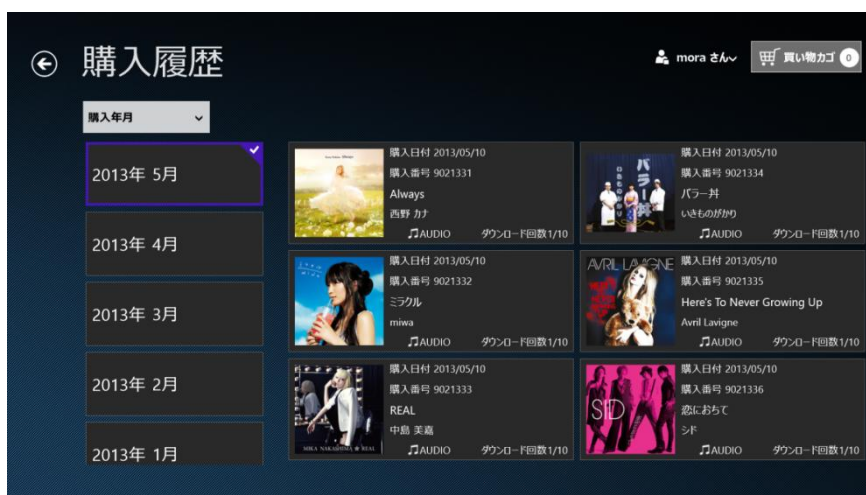 購入履歴
mora さん
買い物カゴ 0
購入年月
2013年 5月
2013年 4月
2013年 3月
2013年 2月
2013年 1月
購入日付 2013/05/10
購入番号 9021331
Always
西野 カナ
AUDIO ダウンロード回数1/10
購入日付 2013/05/10
購入番号 9021332
ミラクル
miwa
AUDIO ダウンロード回数1/10
MIKA NAKASHIMA ★ REAL
購入日付 2013/05/10
購入番号 9021333
REAL
中島 美嘉
AUDIO ダウンロード回数1/10
バラー丼
いきものがかり
購入日付 2013/05/10
購入番号 9021334
バラー丼
いきものがかり
AUDIO ダウンロード回数1/10
AVRIL LAVIGNE
購入日付 2013/05/10
購入番号 9021335
Here's To Never Growing Up
Avril Lavigne
AUDIO ダウンロード回数1/10
SID
購入日付 2013/05/10
購入番号 9021336
恋におちて
シド
AUDIO ダウンロード回数1/10